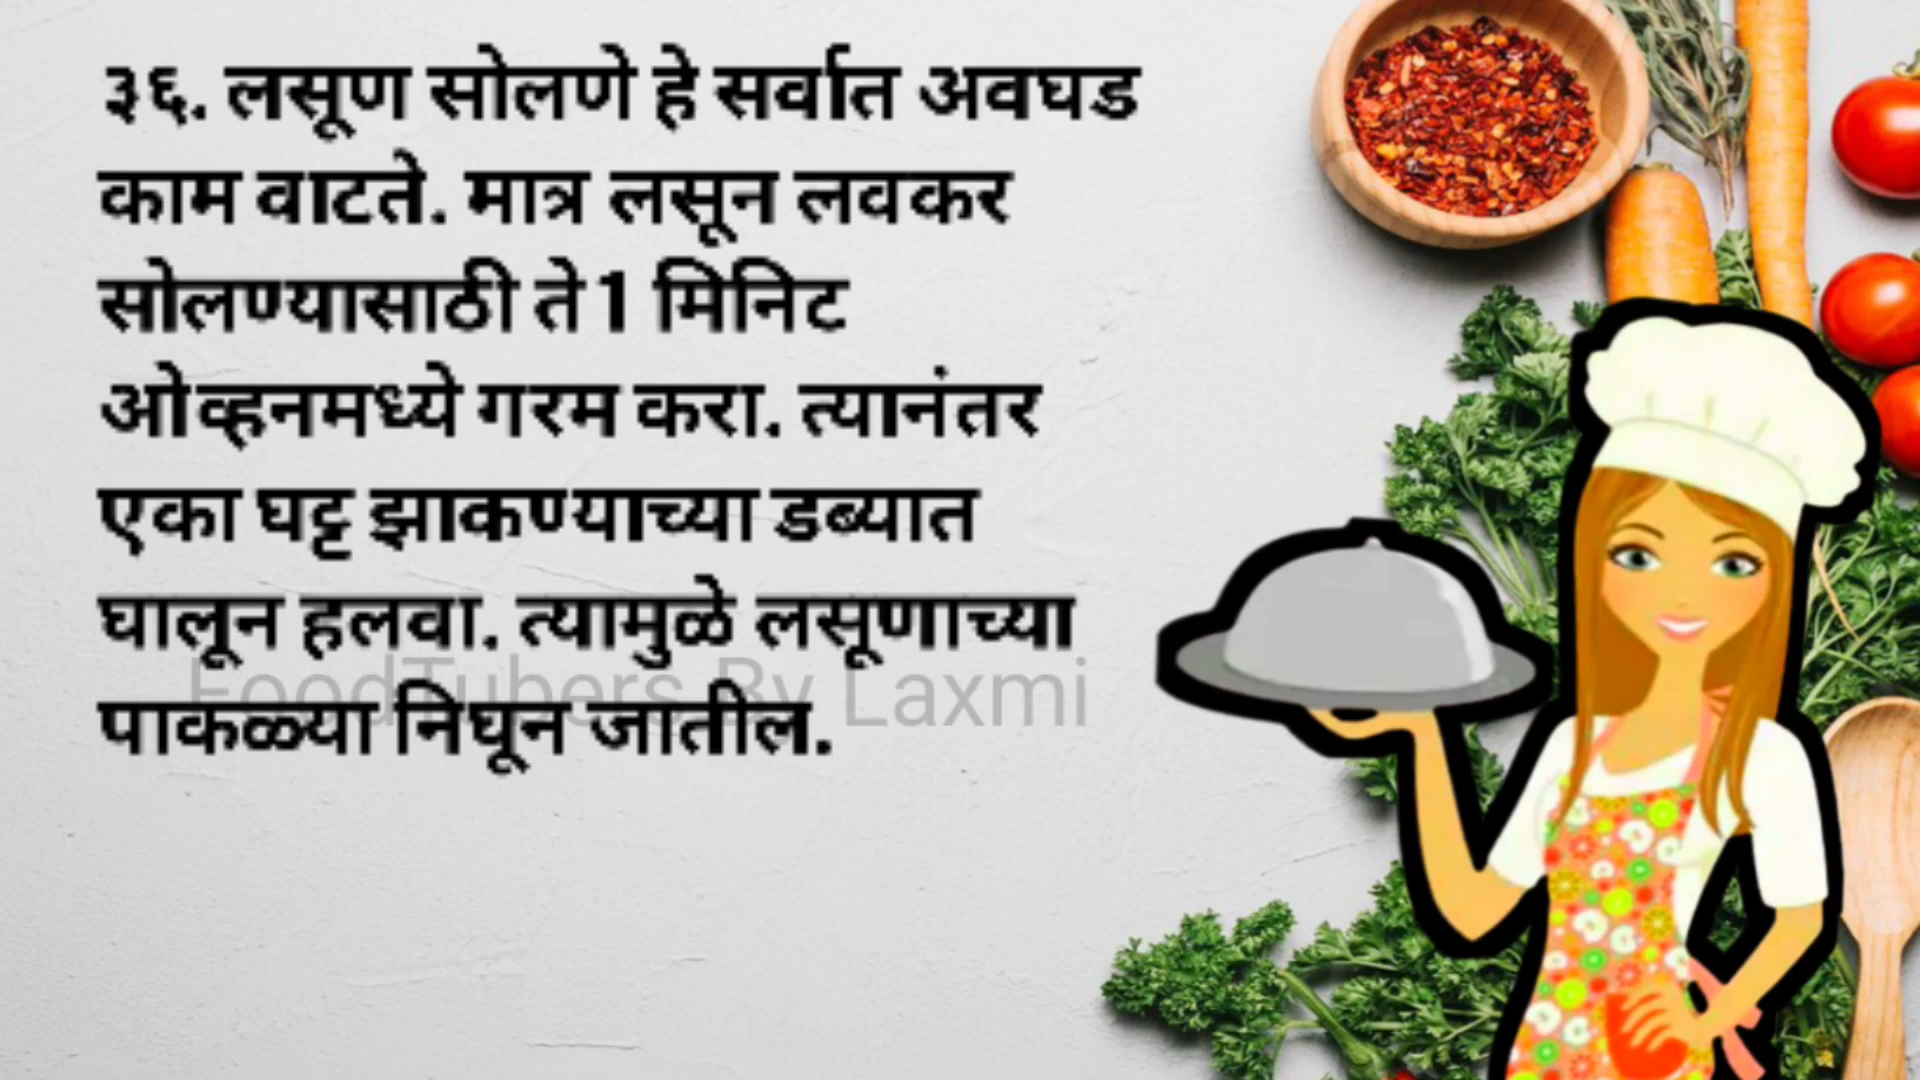 ३६. लसूण सोलणे हे सर्वात अवघड
काम वाटते. मात्र लसून लवकर
सोलण्यासाठी ते 1 मिनिट
ओव्हनमध्ये गरम करा. त्यानंतर
एका घट्ट झाकण्याच्या डब्यात
घालून हलवा. त्यामुळे लसूणाच्या
FoodTubers By Laxmi
पाकळ्या निघून जातील.